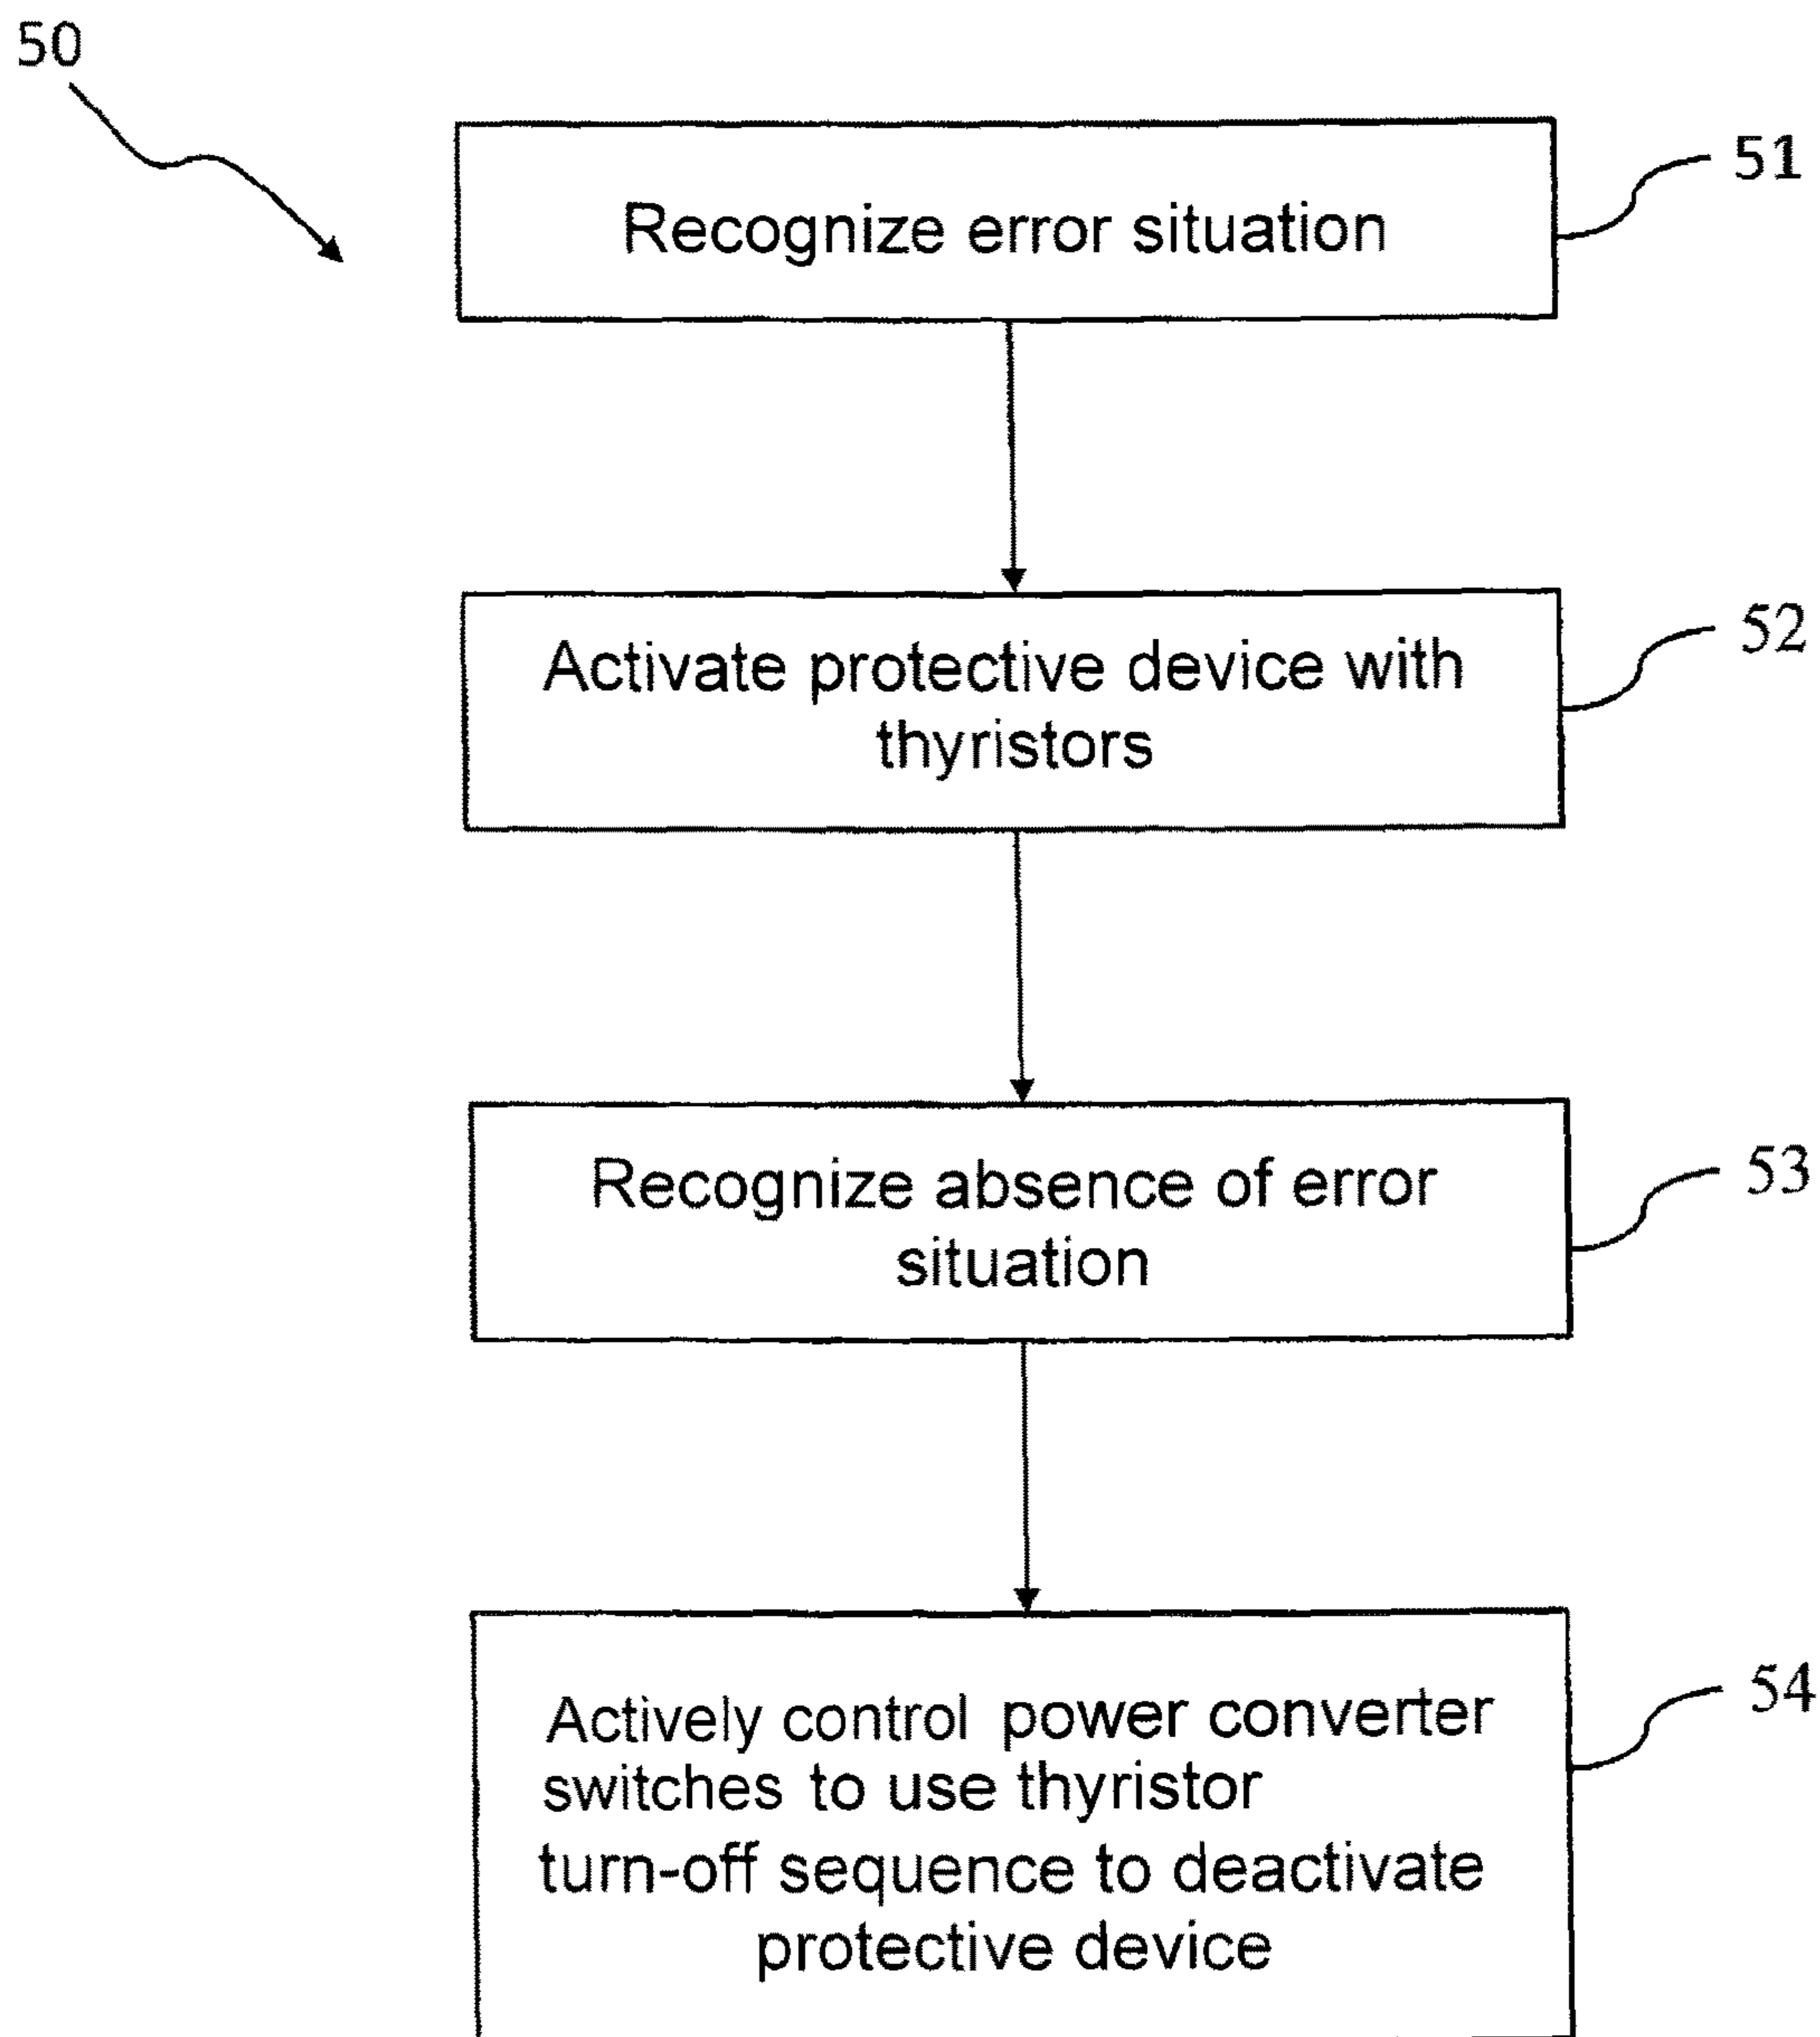 50
Recognize error situation
51
Activate protective device with
thyristors
52
Recognize absence of error
situation
53
Actively control power converter
switches to use thyristor
turn-off sequence to deactivate
protective device
54